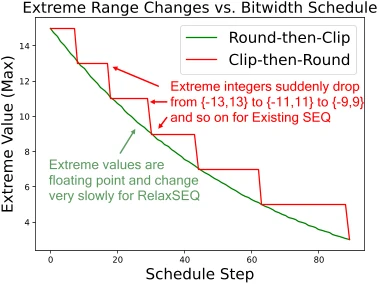 Extreme Range Changes vs. Bitwidth Schedule
Round-then-Clip
Clip-then-Round
Extreme integers suddenly drop
from {-13,13} to {-11,11} to {-9,9}
and so on for Existing SEQ
Extreme values are
floating point and change
very slowly for RelaxSEQ
Extreme Value (Max)
14
12
10
8
6
4
0
20
40
60
80
Schedule Step